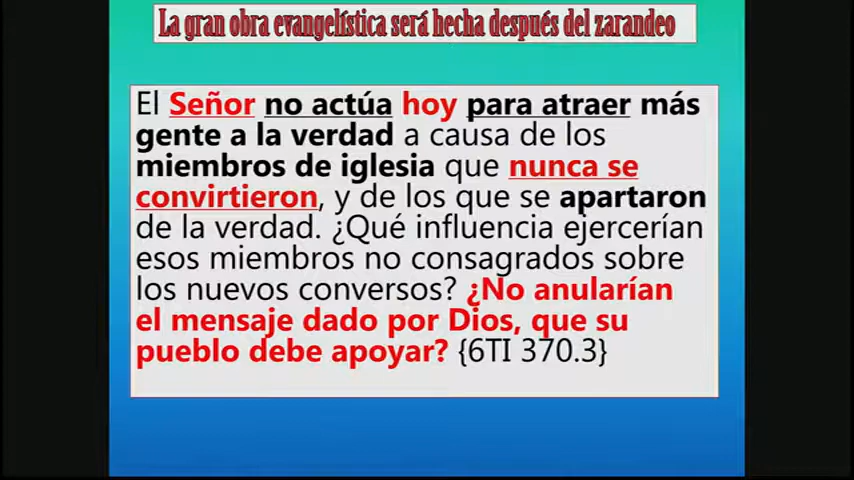 La gran obra evangelística será hecha después del zarandeo
El Señor no actúa hoy para atraer más
gente a la verdad a causa de los
miembros de iglesia que nunca se
convirtieron, y de los que se apartaron
de la verdad. ¿Qué influencia ejercerían
esos miembros no consagrados sobre
los nuevos conversos? ¿No anularían
el mensaje dado por Dios, que su
pueblo debe apoyar? {6TI 370.3}